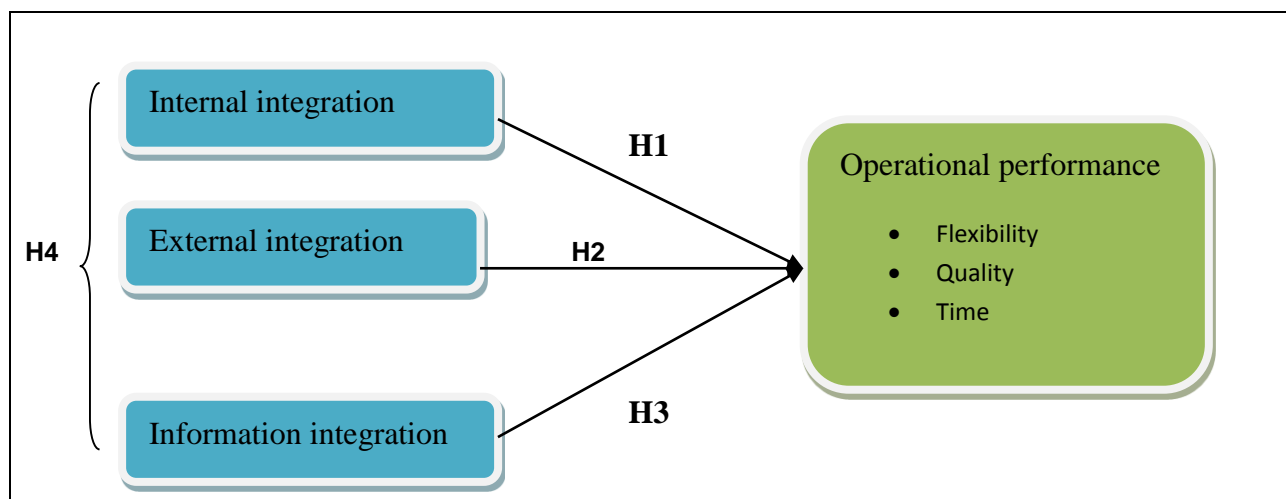 Internal integration
H1
Operational performance
External integration
H4
H2
• Flexibility
• Quality
• Time
H3
Information integration